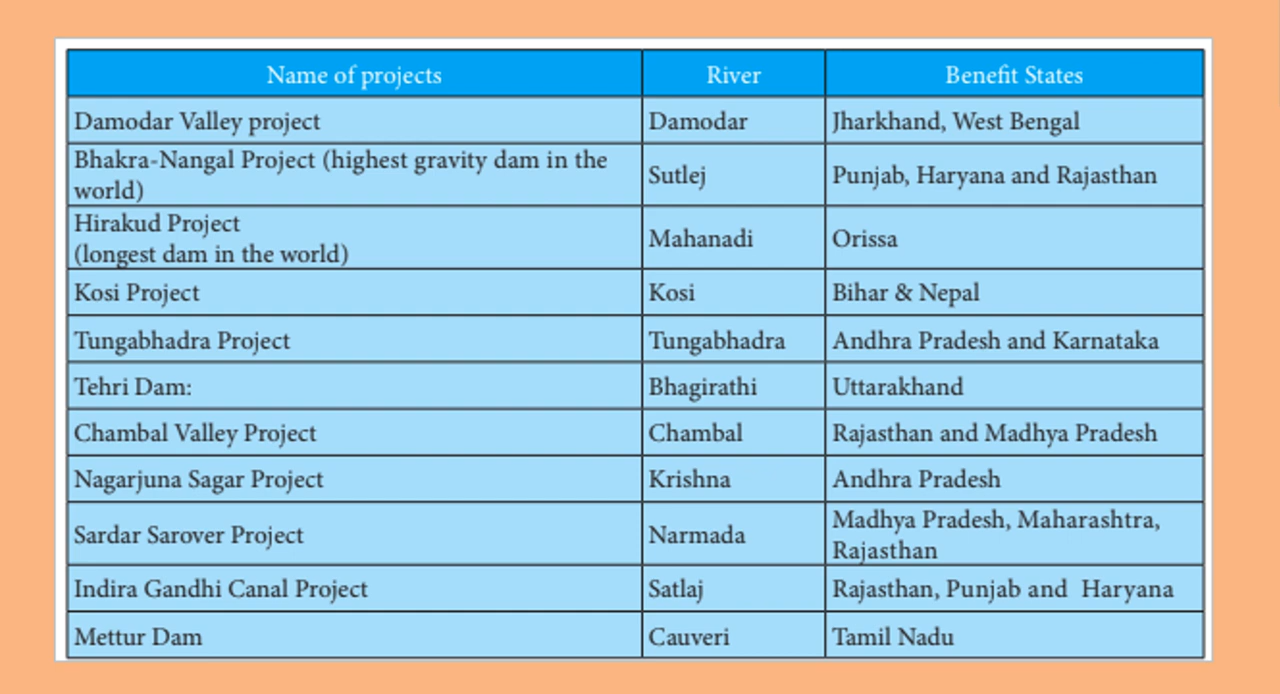 Name of projects River Benefit States
Damodar Valley project Damodar Jharkhand, West Bengal
Bhakra-Nangal Project (highest gravity dam in the
world) Sutlej Punjab, Haryana and Rajasthan
Hirakud Project
(longest dam in the world) Mahanadi Orissa
Kosi Project Kosi Bihar & Nepal
Tungabhadra Project Tungabhadra Andhra Pradesh and Karnataka
Tehri Dam: Bhagirathi Uttarakhand
Chambal Valley Project Chambal Rajasthan and Madhya Pradesh
Nagarjuna Sagar Project Krishna Andhra Pradesh
Sardar Sarover Project Narmada Madhya Pradesh, Maharashtra,
Rajasthan
Indira Gandhi Canal Project Satlaj Rajasthan, Punjab and Haryana
Mettur Dam Cauveri Tamil Nadu